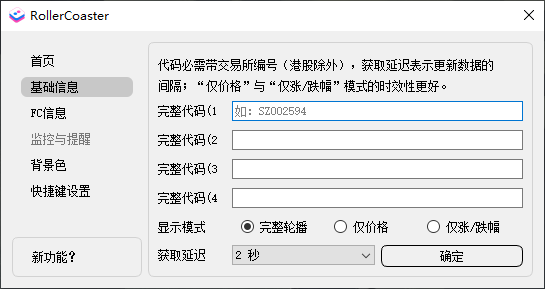 RollerCoaster
首页
基础信息
FC信息
监控与提醒
背景色
快捷键设置
新功能？
代码必需带交易所编号（港股除外），获取延迟表示更新数据的
间隔；“仅价格”与“仅涨/跌幅”模式的时效性更好。
完整代码(1
如：SZ002594
完整代码(2
完整代码(3
完整代码(4
显示模式 完整轮播 仅价格 仅涨/跌幅
获取延迟 2 秒 确定